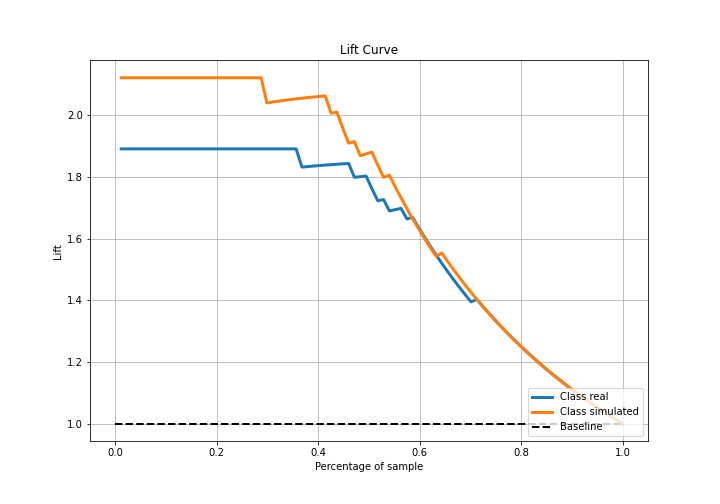 Lift Curve
Lift
2.0
1.8
1.6
1.4
1.2
1.0
Class real
Class simulated
Baseline
0.0 0.2 0.4 0.6 0.8 1.0
Percentage of sample